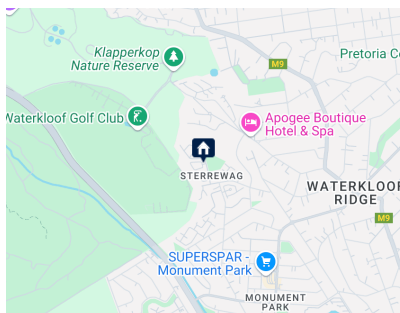 Klapperkop
Nature Reserve
M9
Pretoria Co
Waterkloof Golf Club
Apogee Boutique
Hotel & Spa
STERREWAG
WATERKLOOF
RIDGE
M9
SUPERSPAR -
Monument Park
MONUMENT
PARK